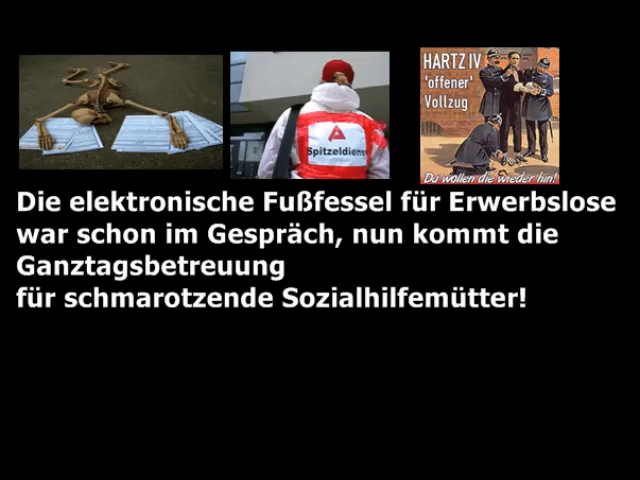 HARTZ IV
'offener'
Vollzug
Spitzeldienst
Da wollen die wieder hin!
Die elektronische Fußfessel für Erwerbslose
war schon im Gespräch, nun kommt die
Ganztagsbetreuung
für schmarotzende Sozialhilfemütter!